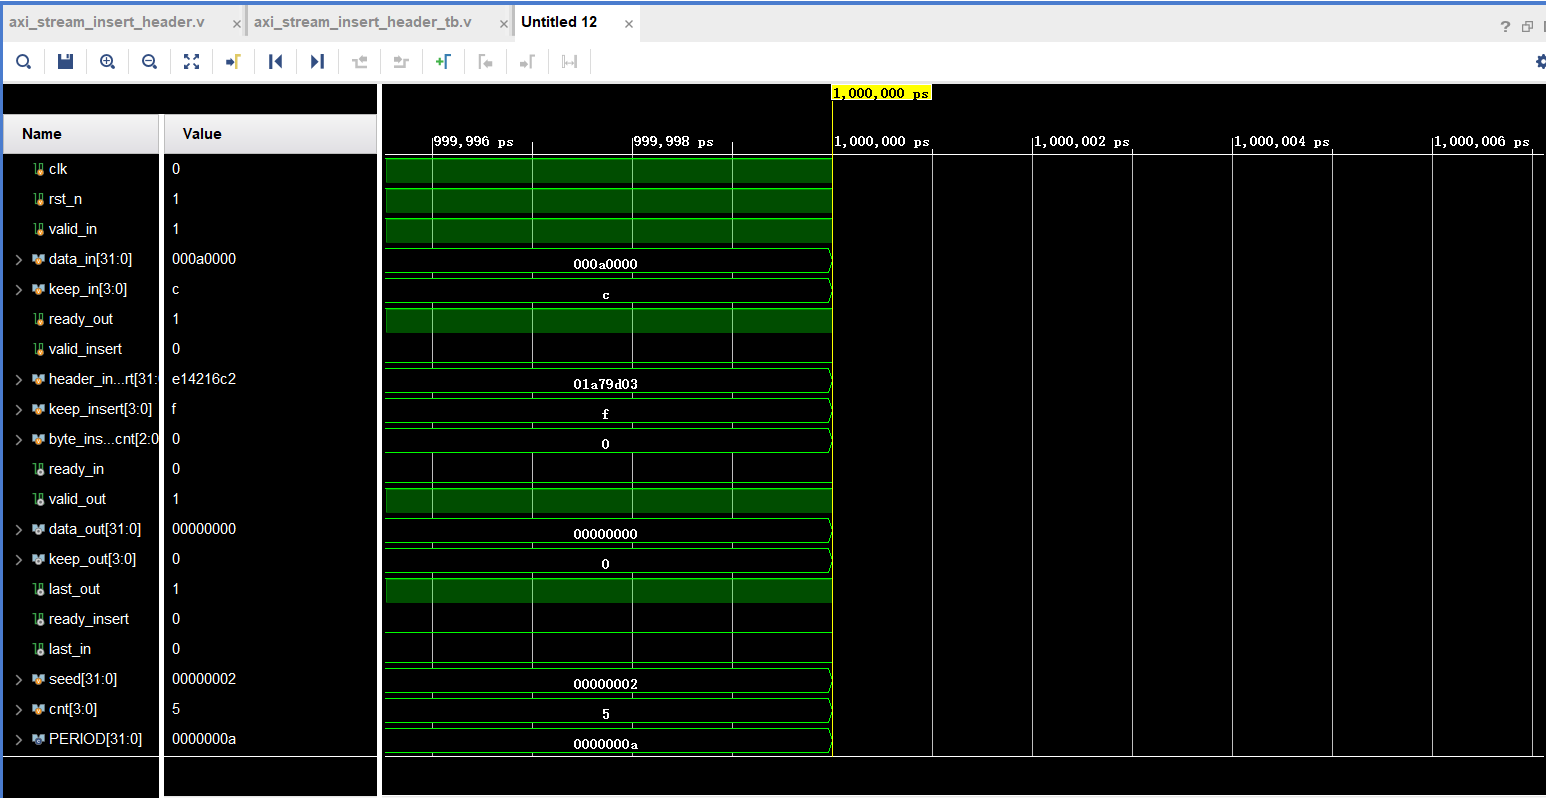 axi_stream_insert_header.v × axi_stream_insert_header_tb.v × Untitled 12 ×
?
1,000,000 ps
Name Value
999,996 ps 999,998 ps 1,000,000 ps 1,000,002 ps 1,000,004 ps 1,000,006 ps
clk 0
rst_n 1
valid_in 1
data_in[31:0] 000a0000 000a0000
keep_in[3:0] c c
ready_out 1
valid_insert 0
header_in...rt[31: e14216c2 01a79d03
keep_insert[3:0] f f
byte_ins...cnt[2:0 0 0
ready_in 0
valid_out 1
data_out[31:0] 00000000 00000000
keep_out[3:0] 0 0
last_out 1
ready_insert 0
last_in 0
seed[31:0] 00000002 00000002
cnt[3:0] 5 5
PERIOD[31:0] 0000000a 0000000a